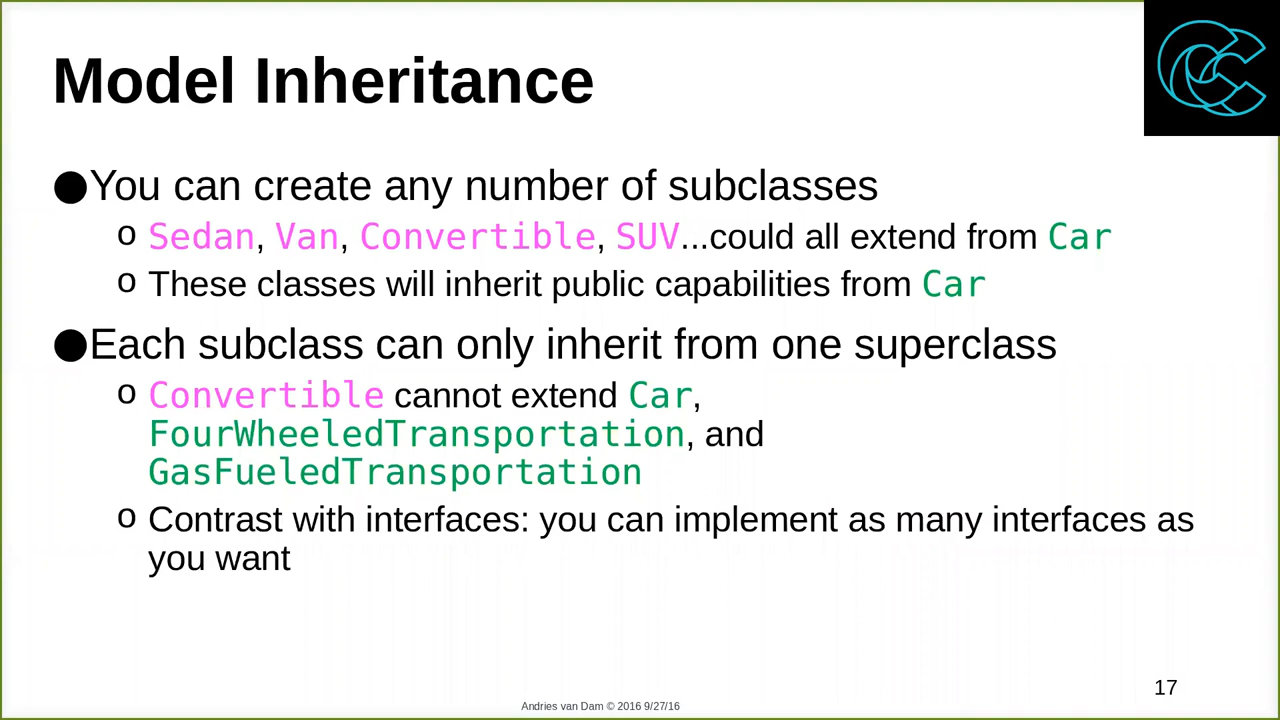 Model Inheritance
●You can create any number of subclasses
o Sedan, Van, Convertible, SUV...could all extend from Car
o These classes will inherit public capabilities from Car
●Each subclass can only inherit from one superclass
o Convertible cannot extend Car,
FourWheeledTransportation, and
GasFueledTransportation
o Contrast with interfaces: you can implement as many interfaces as
you want
17
Andries van Dam © 2016 9/27/16